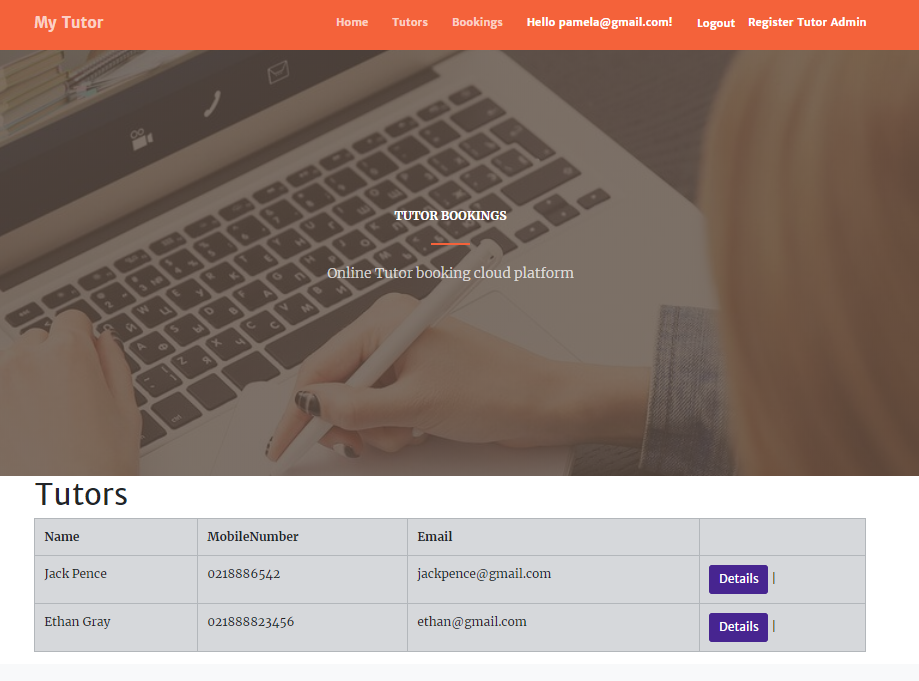 My Tutor Home Tutors Bookings Hello pamela@gmail.com! Logout Register Tutor Admin
TUTOR BOOKINGS
Online Tutor booking cloud platform
Tutors
Name MobileNumber Email
Jack Pence 0218886542 jackpence@gmail.com Details |
Ethan Gray 021888823456 ethan@gmail.com Details |